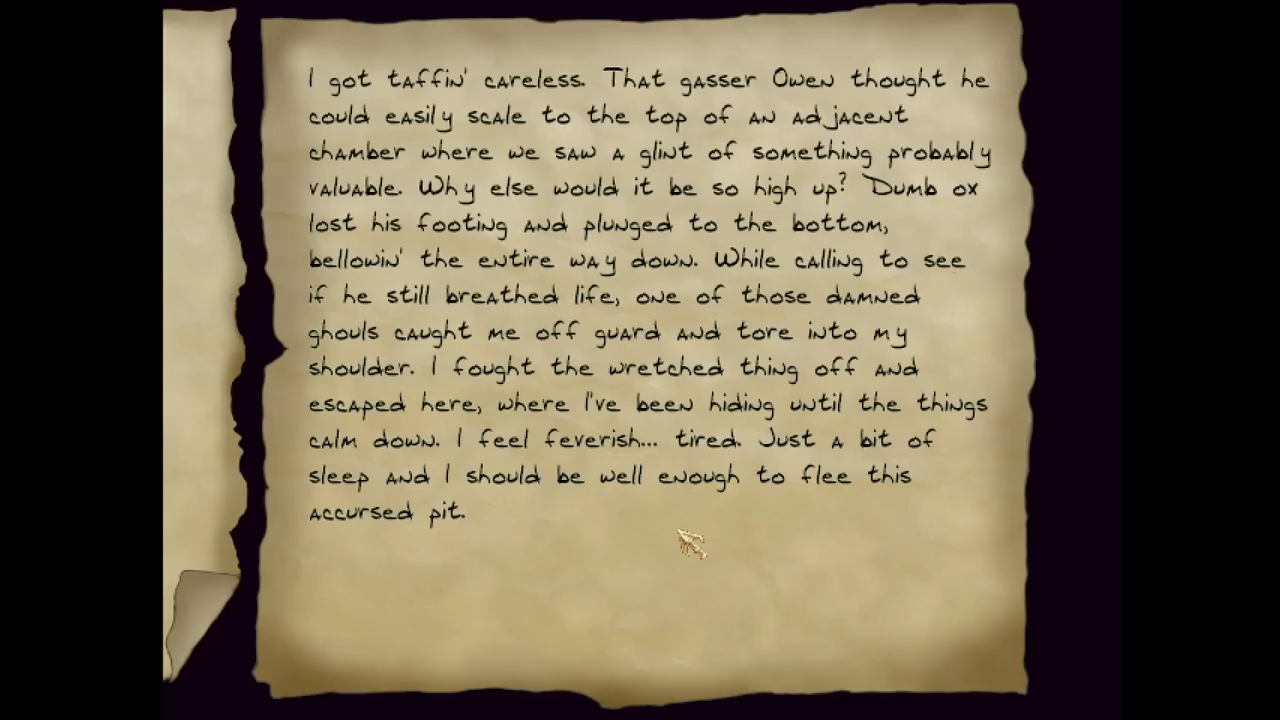 I got taffin' careless. That gasser Owen thought he
could easily scale to the top of an adjacent
chamber where we saw a glint of something probably
valuable. Why else would it be so high up? Dumb ox
lost his footing and plunged to the bottom,
bellowin' the entire way down. While calling to see
if he still breathed life, one of those damned
ghouls caught me off guard and tore into my
shoulder. I fought the wretched thing off and
escaped here, where I've been hiding until the things
calm down. I feel feverish... tired. Just a bit of
sleep and I should be well enough to flee this
accursed pit.